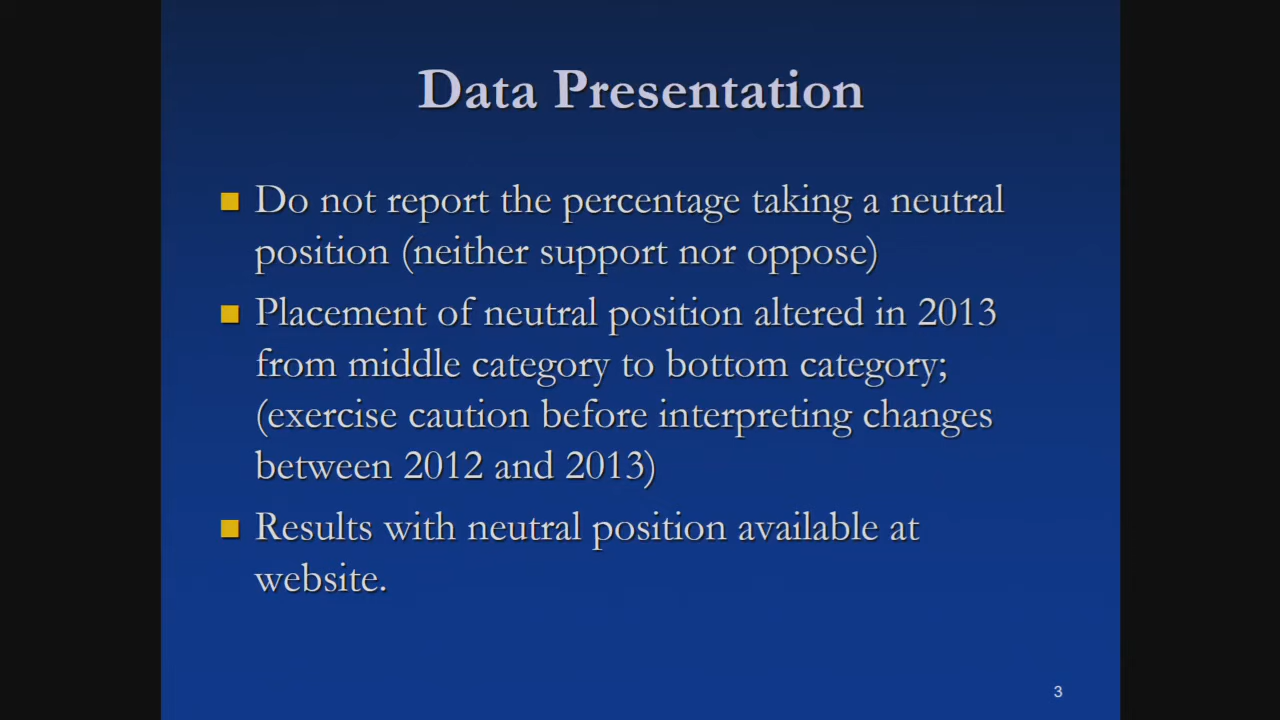 Data Presentation
Do not report the percentage taking a neutral
position (neither support nor oppose)
Placement of neutral position altered in 2013
from middle category to bottom category;
(exercise caution before interpreting changes
between 2012 and 2013)
Results with neutral position available at
website.
3